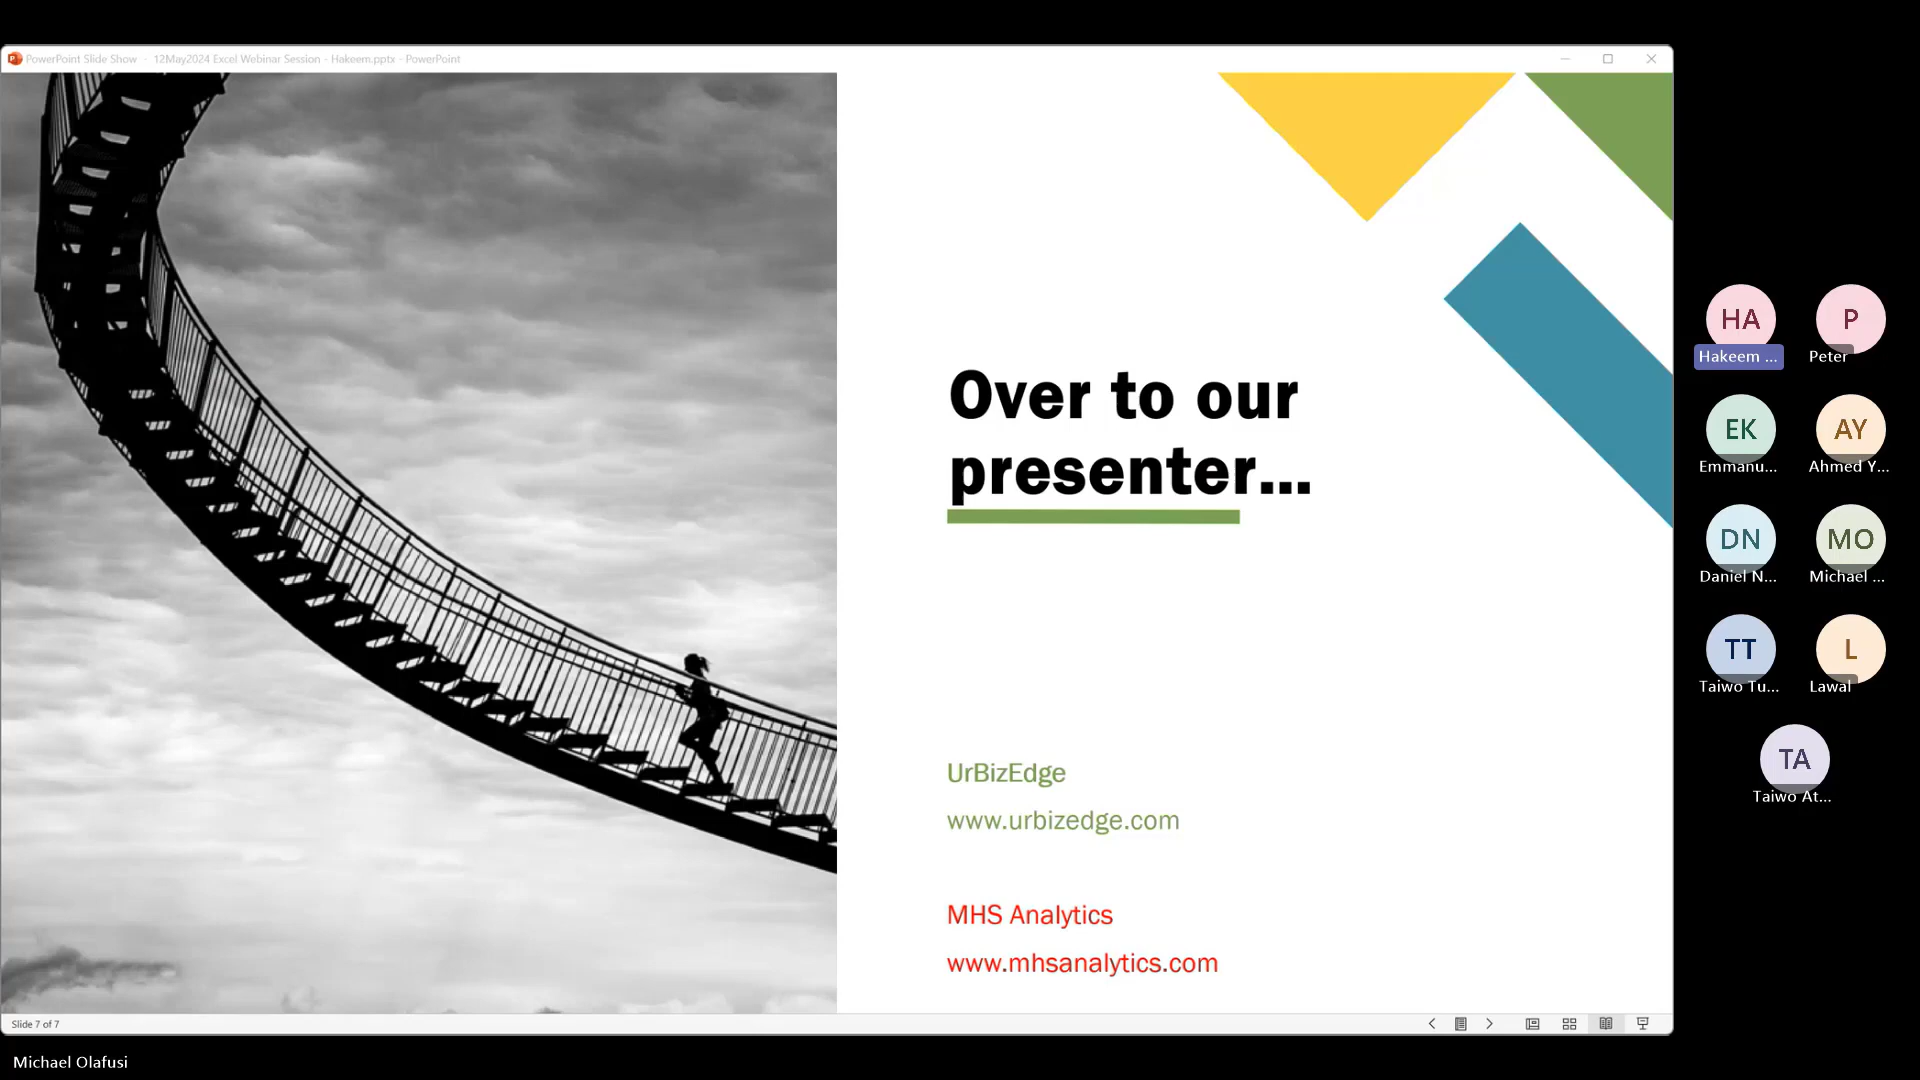 PowerPoint Slide Show - 12May2024 Excel Webinar Session - Hakeem.pptx - PowerPoint
Over to our
presenter...
UrBizEdge
www.urbizedge.com
MHS Analytics
www.mhsanalytics.com
Slide 7 of 7
Michael Olafusi
HA
Hakeem ...
P
Peter
EK
Emmanu...
AY
Ahmed Y...
DN
Daniel N...
MO
Michael ...
TT
Taiwo Tu...
L
Lawal
TA
Taiwo At...